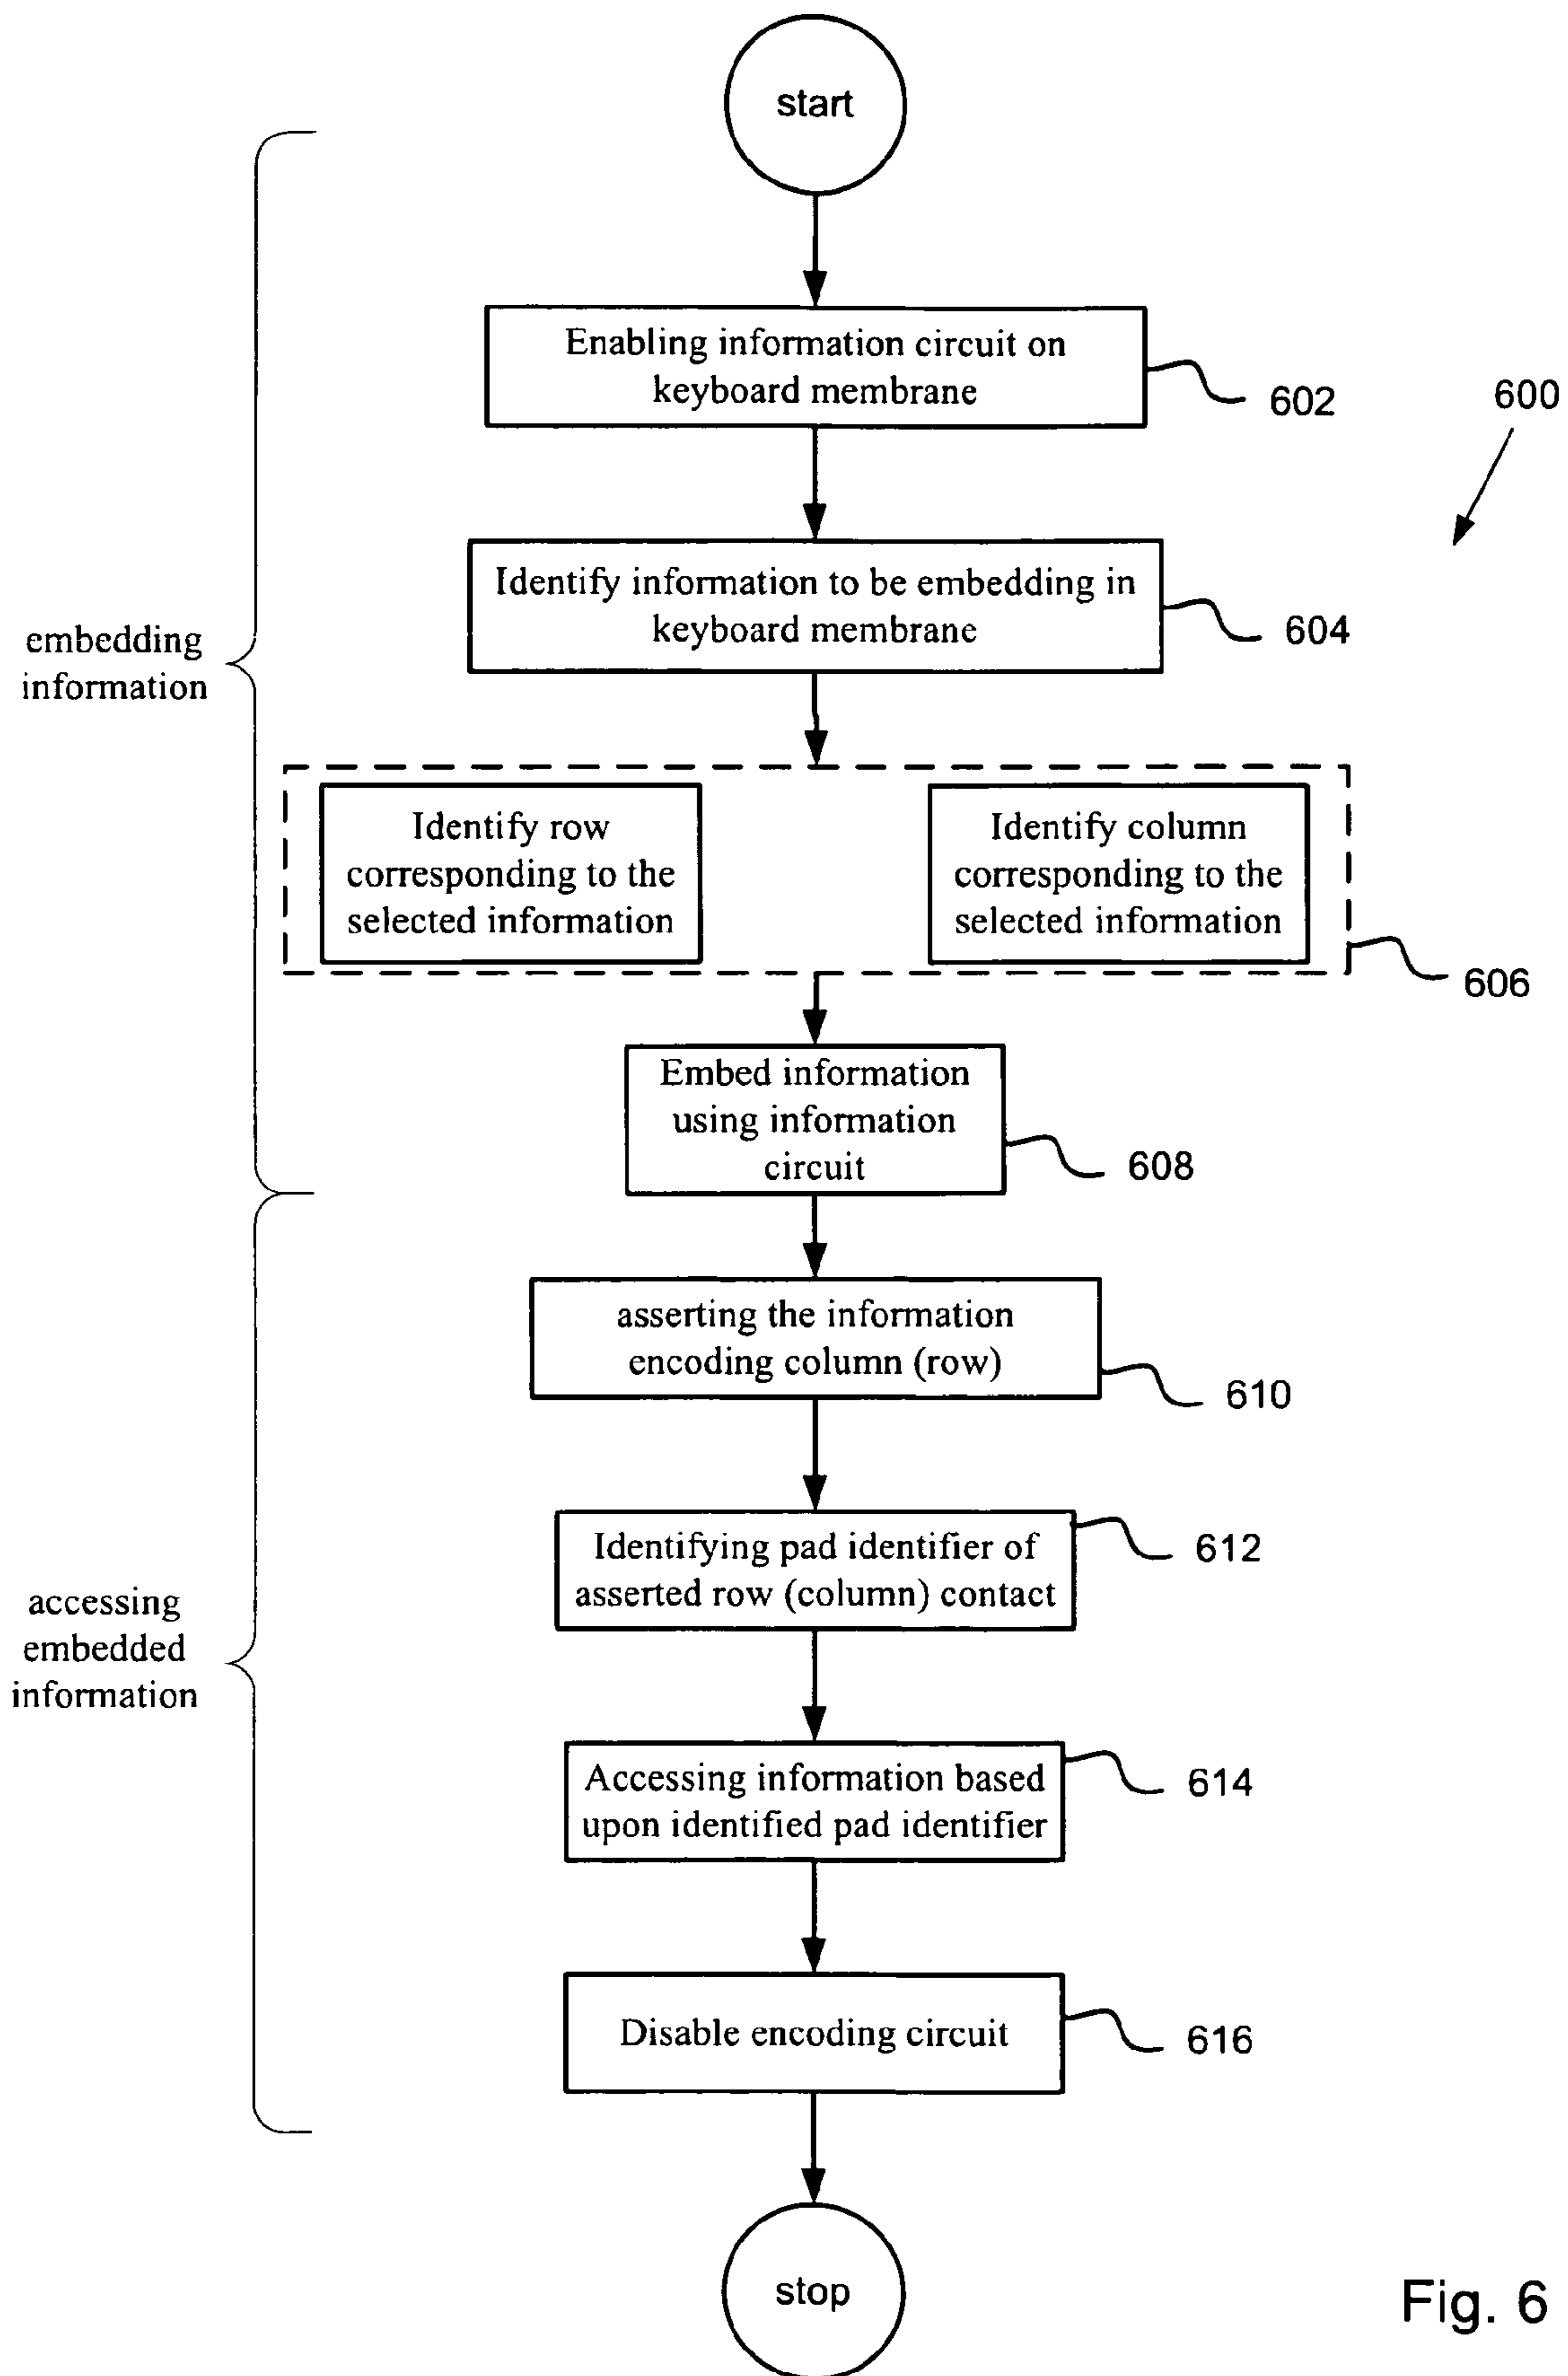 start
Enabling information circuit on
keyboard membrane
602
600
Identify information to be embedding in
keyboard membrane
604
embedding
information
Identify row
corresponding to the
selected information
Identify column
corresponding to the
selected information
606
Embed information
using information
circuit
608
asserting the information
encoding column (row)
610
Identifying pad identifier of
asserted row (column) contact
612
accessing
embedded
information
Accessing information based
upon identified pad identifier
614
Disable encoding circuit
616
stop
Fig. 6